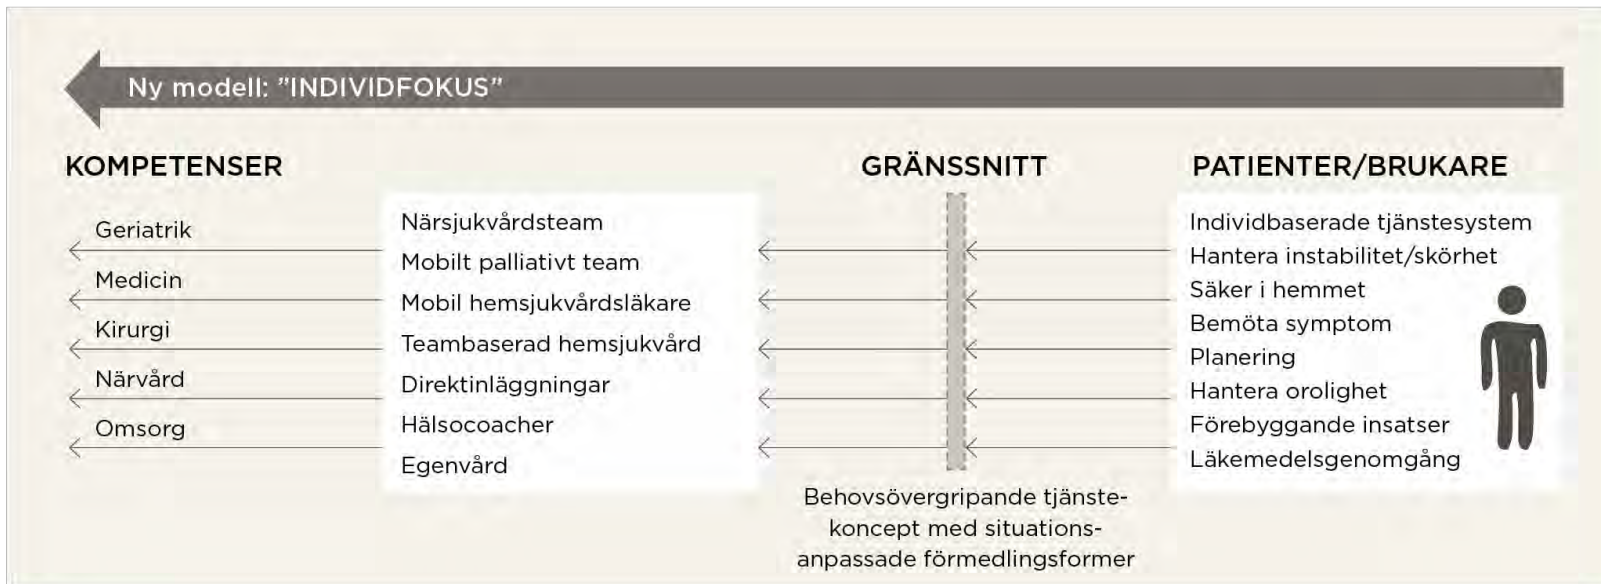 Ny modell: ”INDIVIDFOKUS”
KOMPETENSER
Geriatrik
Medicin
Kirurgi
Närvård
Omsorg
Närsjukvårdsteam
Mobilt palliativt team
Mobil hemsjukvårdsläkare
Teambaserad hemsjukvård
Direktinläggningar
Hälsocoacher
Egenvård
GRÄNSSNITT
Behovsövergripande tjänste-
koncept med situations-
anpassade förmedlingsformer
PATIENTER/BRUKARE
Individbaserade tjänstesystem
Hantera instabilitet/skörhet
Säker i hemmet
Bemöta symptom
Planering
Hantera orolighet
Förebyggande insatser
Läkemedelsgenomgång